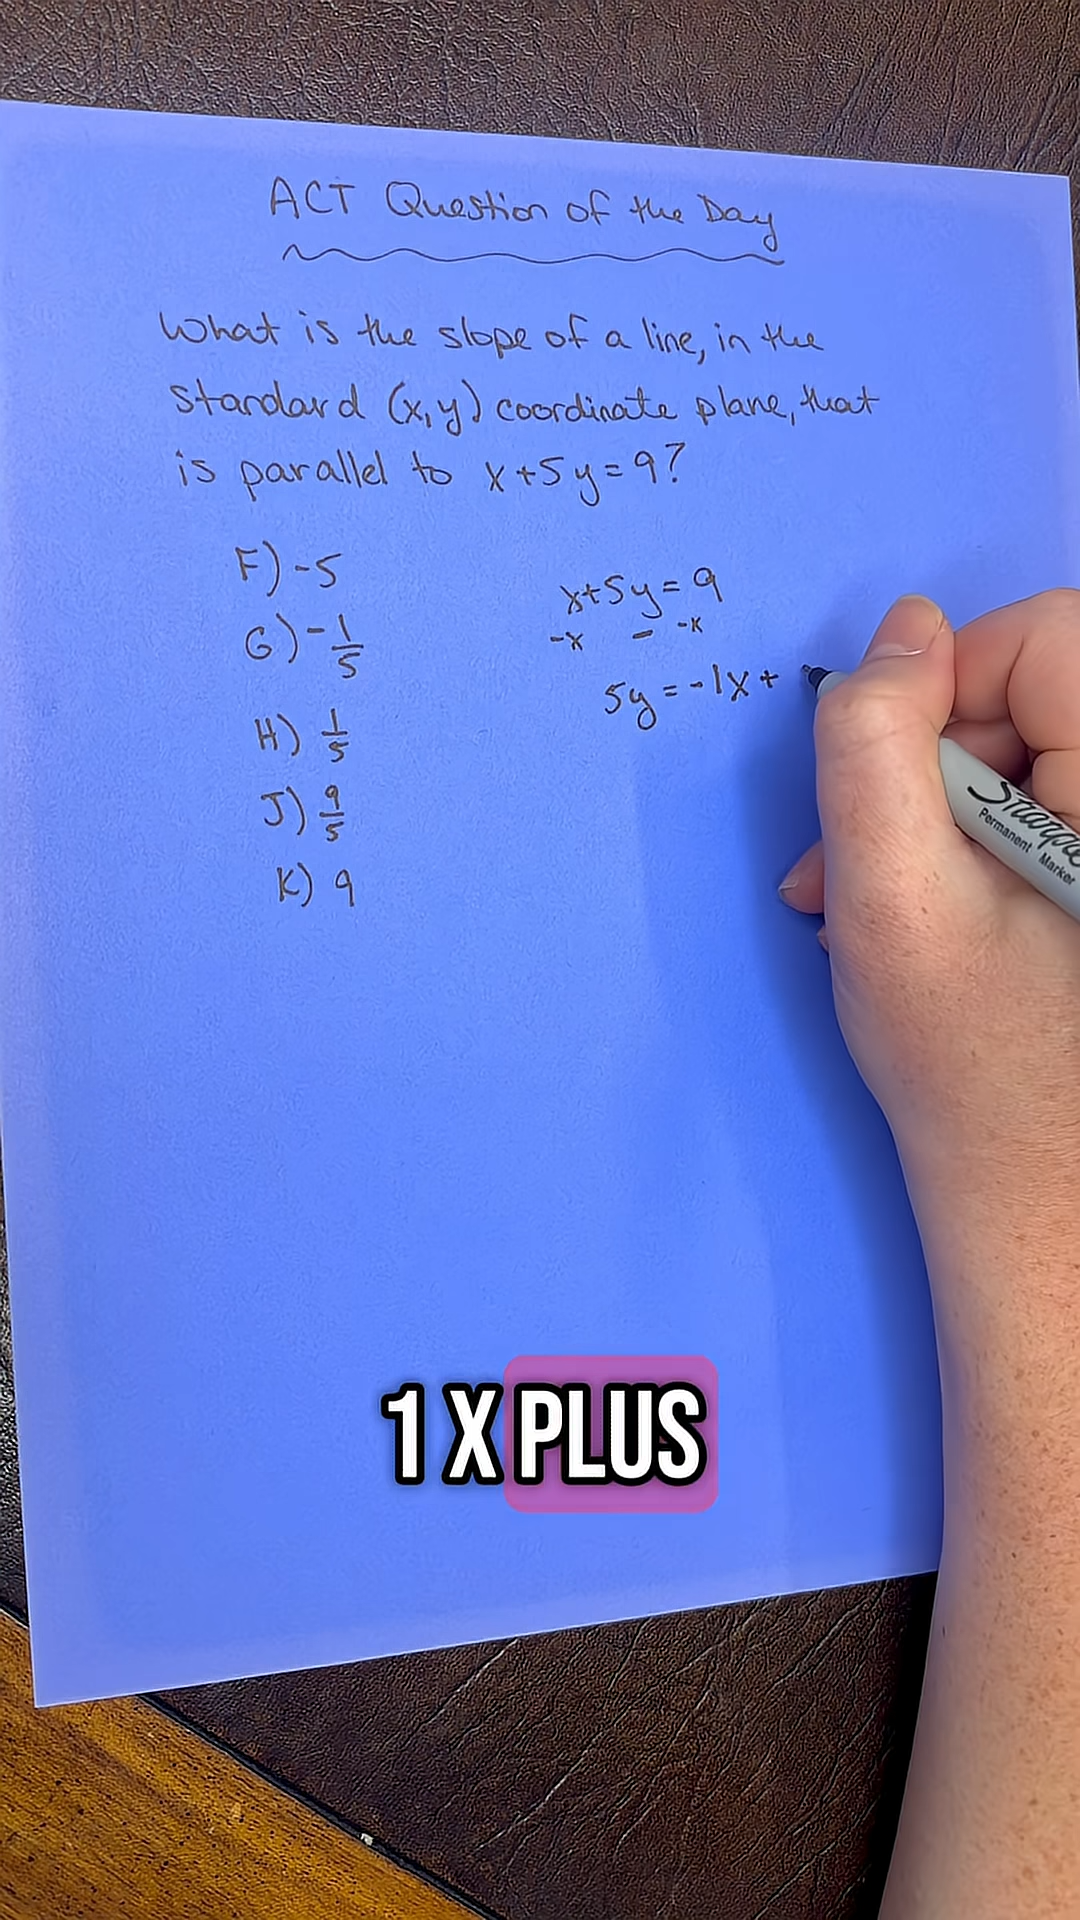 ACT Question of the Day
What is the slope of a line, in the
standard (x,y) coordinate plane, that
is parallel to x+5y=9?
F) -5
G) -1/5
H) 1/5
J) 9/5
K) 9
x+5y=9
-x - -x
5y=-1x+
Sharpie
Permanent Marker
1 X PLUS